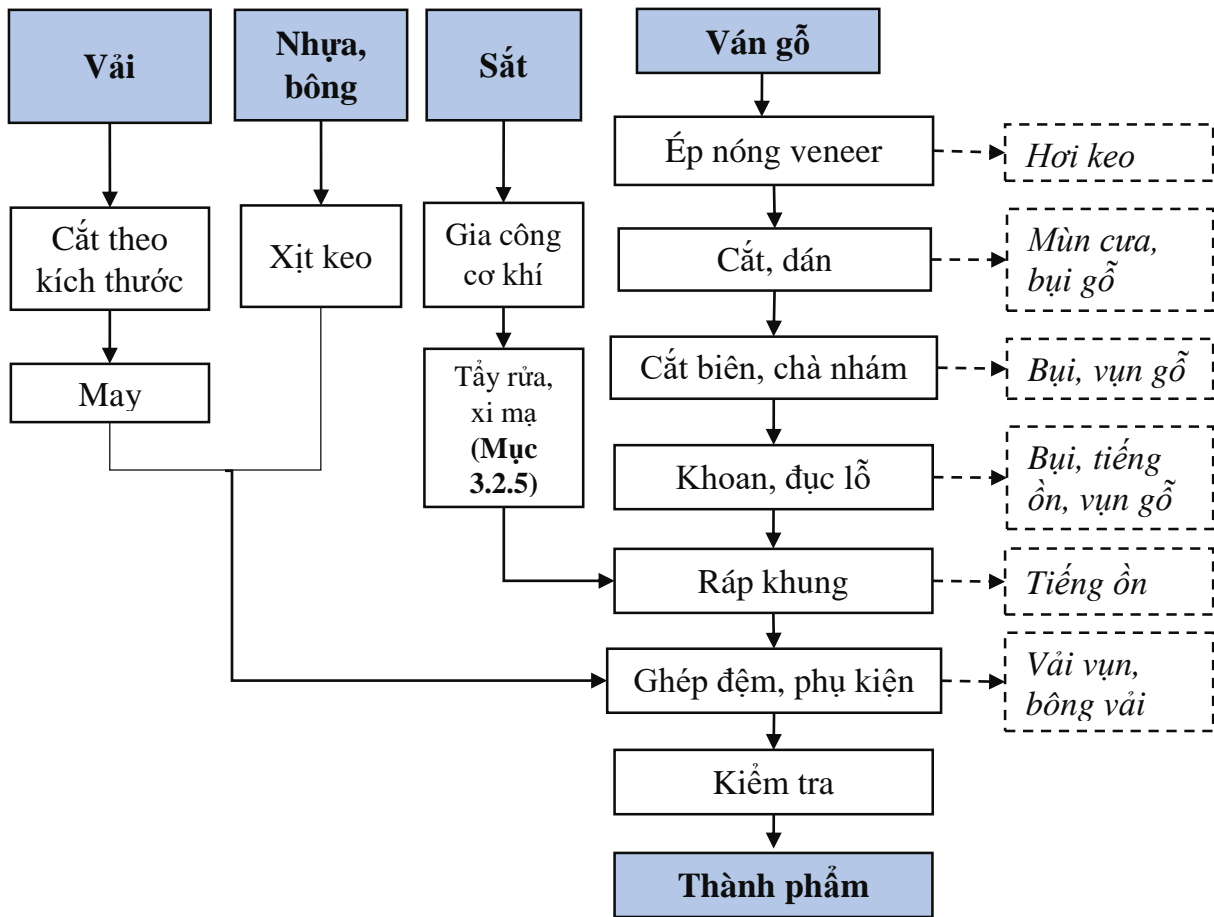 Vải
Nhựa,
bông
Sắt
Ván gỗ
Ép nóng veneer
Hơi keo
Cắt theo
kích thước
Xịt keo
Gia công
cơ khí
Cắt, dán
Mùn cưa,
bụi gỗ
May
Tẩy rửa,
xi mạ
(Mục
3.2.5)
Cắt biên, chà nhám
Bụi, vụn gỗ
Khoan, đục lỗ
Bụi, tiếng
ồn, vụn gỗ
Ráp khung
Tiếng ồn
Ghép đệm, phụ kiện
Vải vụn,
bông vải
Kiểm tra
Thành phẩm